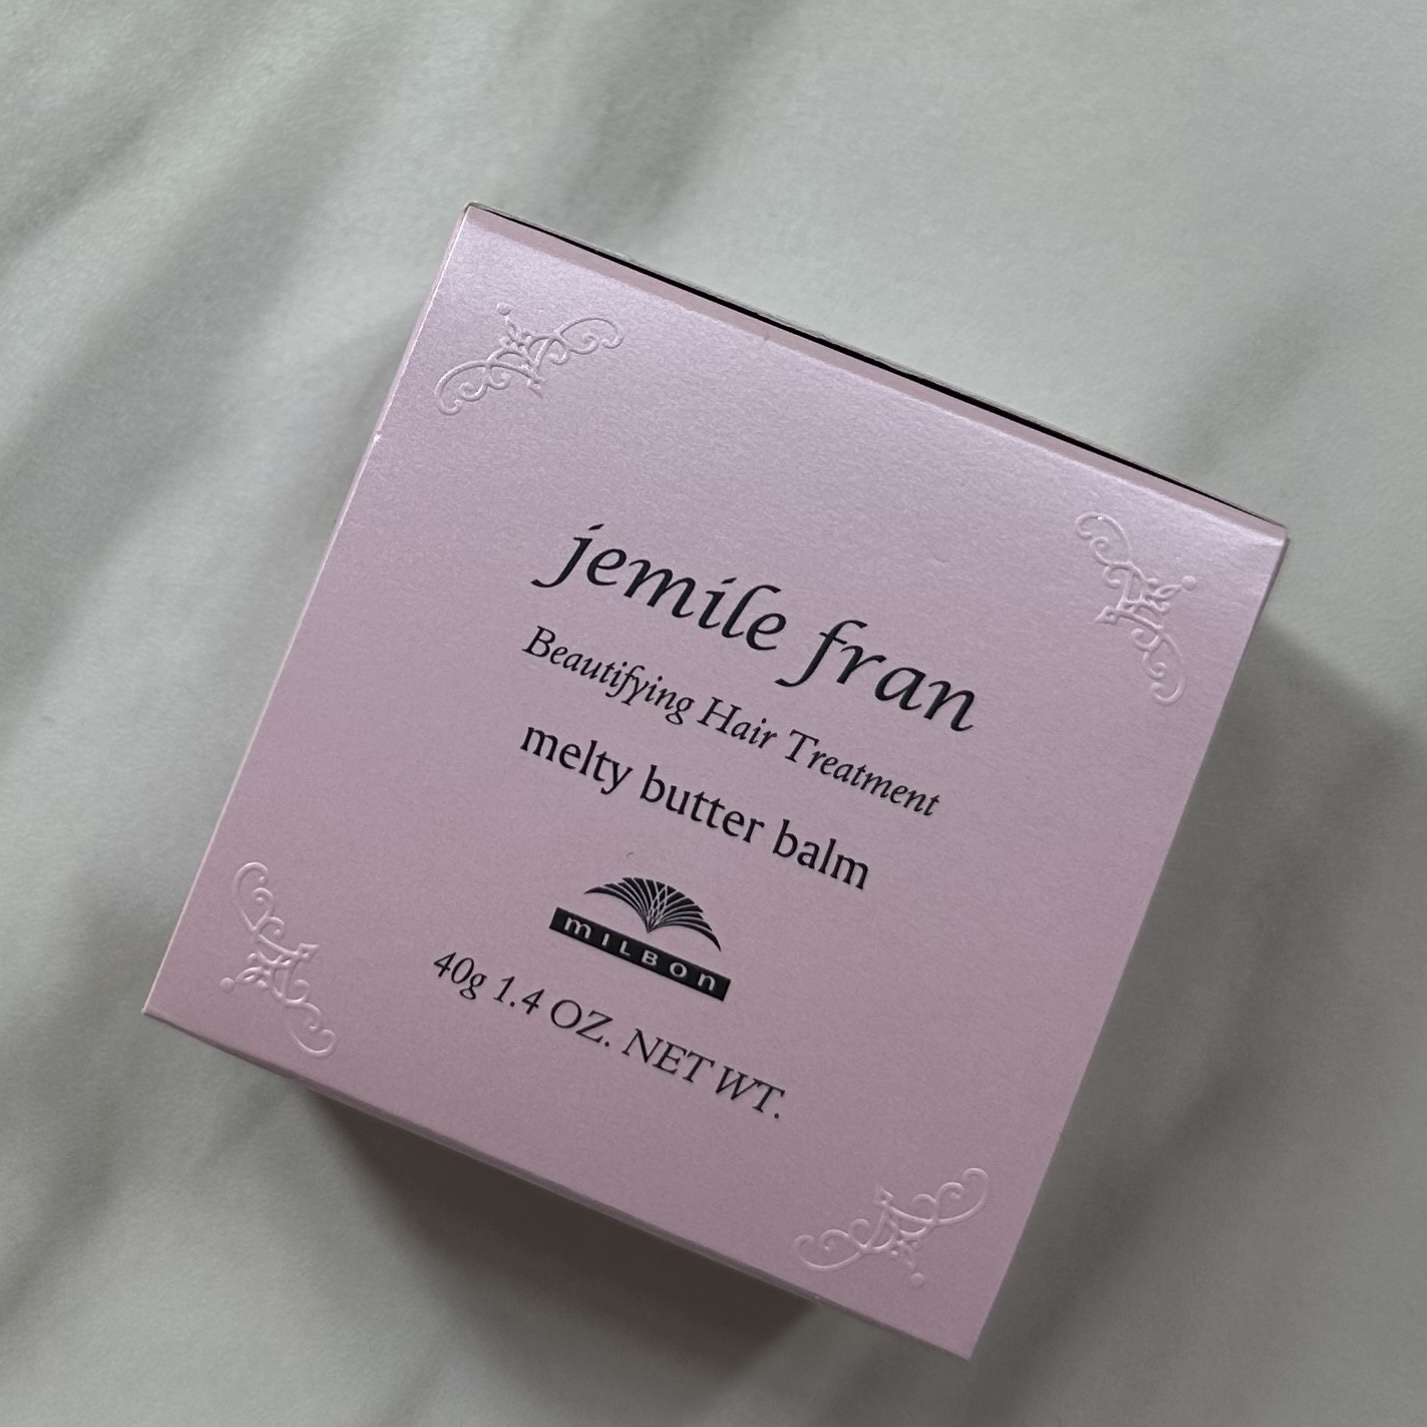 jemile fran
Beautifying Hair Treatment
melty butter balm
MILBON
40g 1.4 OZ. NET WT.